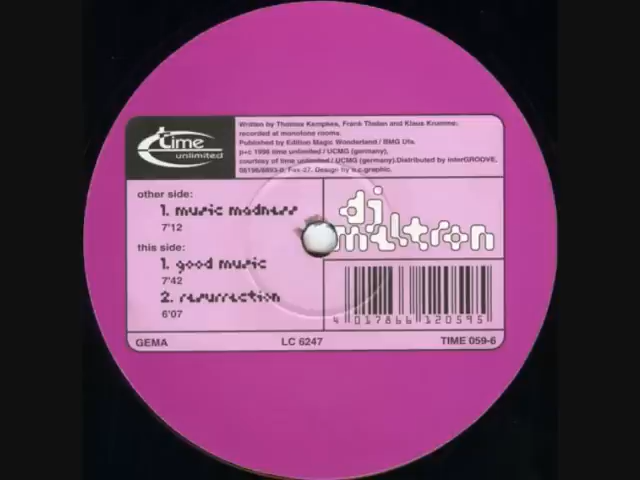 time
unlimited
Written by Thomas Kempkes, Frank Tholen and Klaus Krumme.
recorded at monotone rooms.
Published by Edition Magic Wonderland / BMG Ufa.
p+c 1996 time unlimited / UCMG (germany).
courtesy of time unlimited / UCMG (germany).Distributed by interGROOVE,
Design by n.c.graphic.
other side:
1. music madness
7'12
this side:
1. good music
7'42
2. resurrection
6'07
dj
miltron
4 017866 120595
GEMA
LC 6247
TIME 059-6